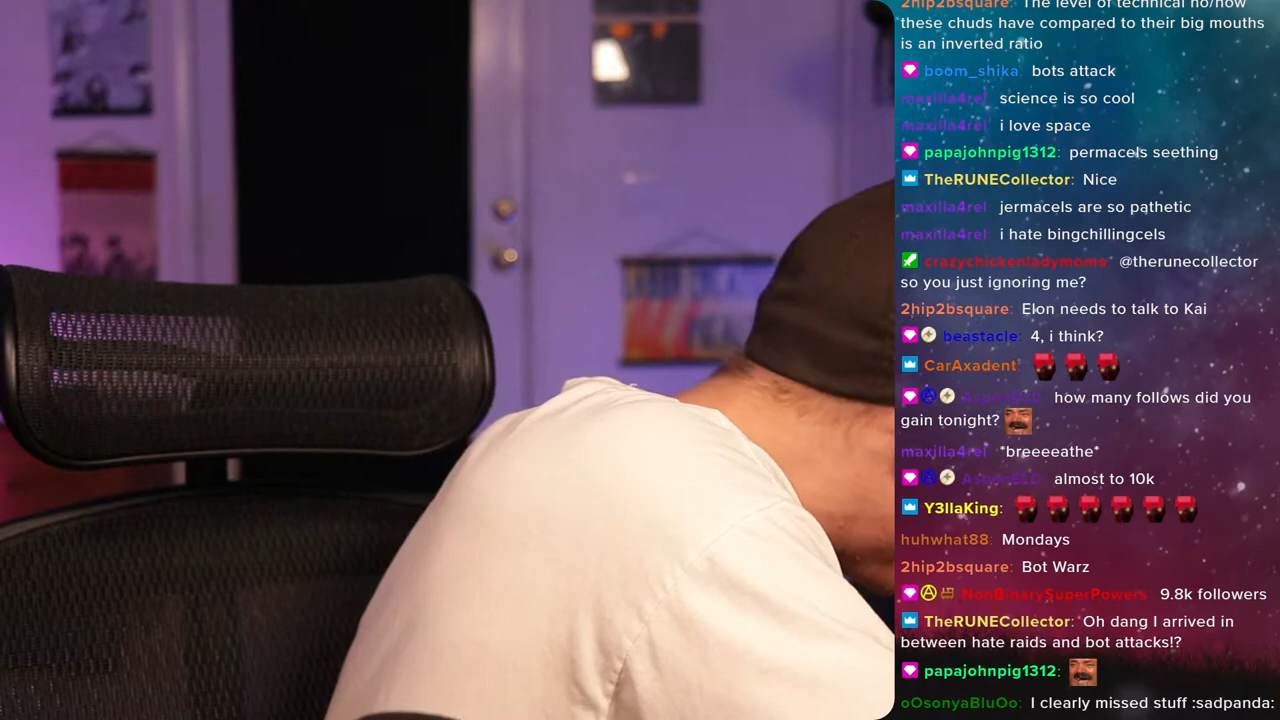 2hip2bsquare: The level of technical no/how
these chuds have compared to their big mouths
is an inverted ratio
boom_shika: bots attack
maxilla4rel: science is so cool
maxilla4rel: i love space
papajohnpig1312: permacels seething
TheRUNECollector: Nice
maxilla4rel: jermacels are so pathetic
maxilla4rel: i hate bingchillingcels
crazychickenladymomo: @therunecollector
so you just ignoring me?
2hip2bsquare: Elon needs to talk to Kai
beastacle: 4, i think?
CarAxadent:
how many follows did you
gain tonight?
maxilla4rel: *breeeeathe*
almost to 10k
Y3llaKing:
huhwhat88: Mondays
2hip2bsquare: Bot Warz
NonBinarySuperPowers: 9.8k followers
TheRUNECollector: Oh dang I arrived in
between hate raids and bot attacks!?
papajohnpig1312:
oOsonyaBluOo: I clearly missed stuff :sadpanda: